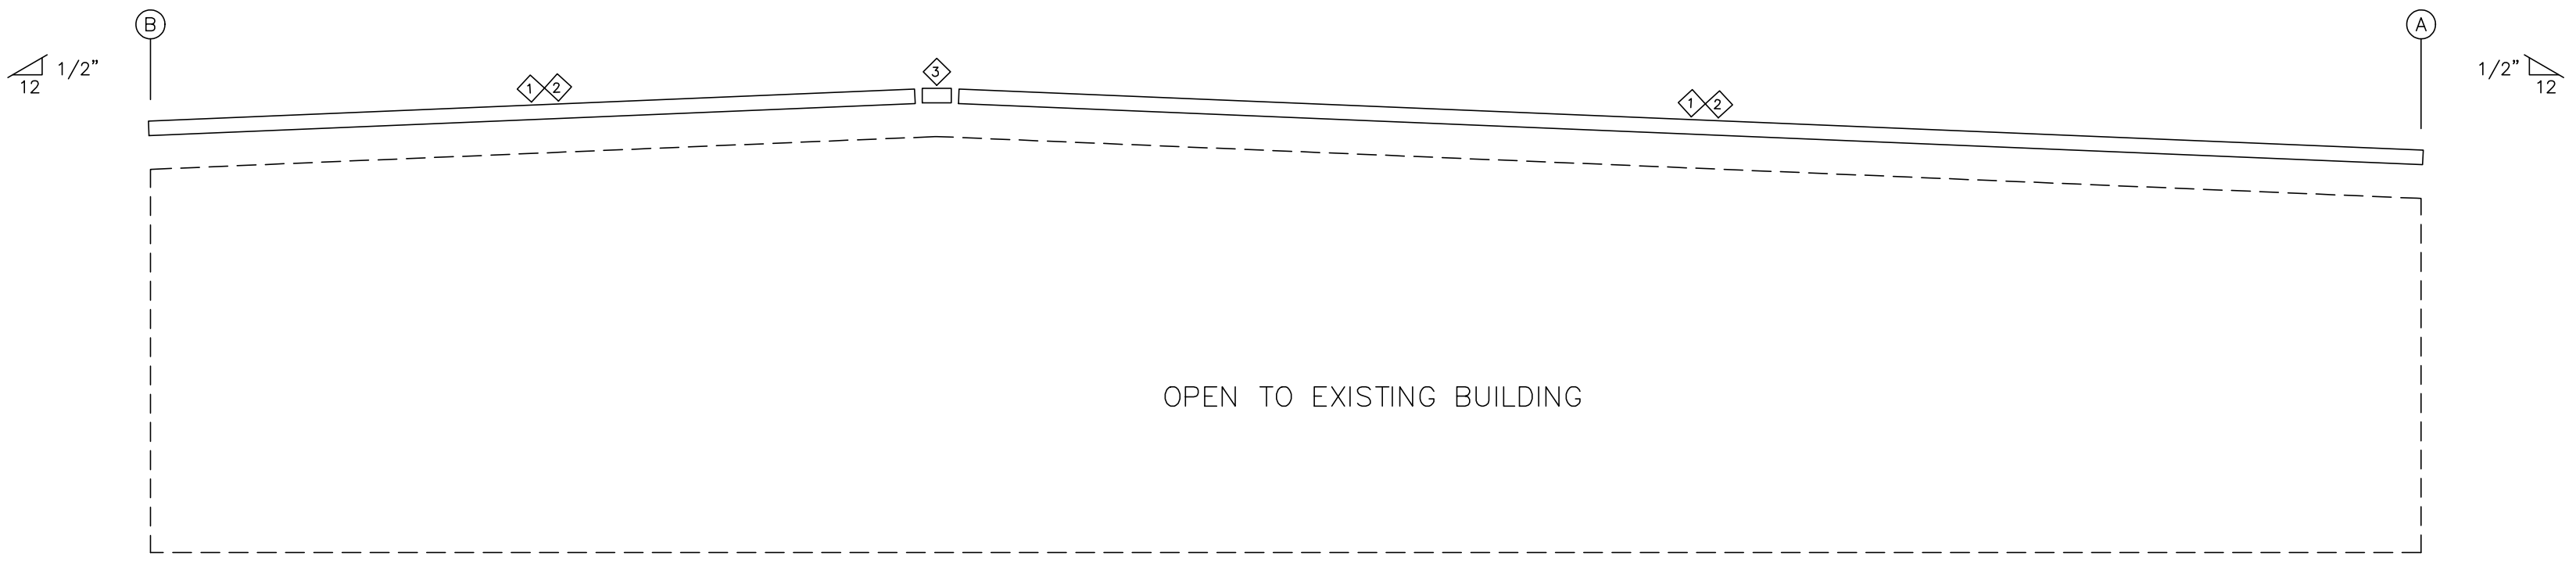 B
A
1/2"
12
1 2
3
1 2
1/2"
12
OPEN TO EXISTING BUILDING